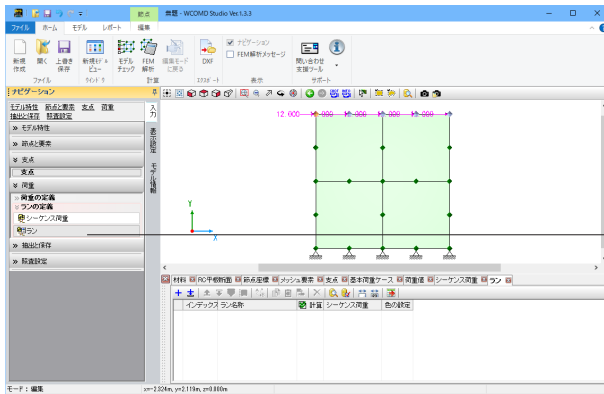 節点 無題 - WCOMD Studio Ver.1.3.3
ファイル ホーム モデル レポート 編集
新規作成 開く 上書き保存 新規モデルビュー モデルチェック FEM解析 編集モードに戻る DXF
ナビゲーション
FEM解析メッセージ
問い合わせ支援ツール
ファイル ｳｨﾝﾄﾞｳ 計算 ｴｸｽﾎﾟｰﾄ 表示 サポート
ナビゲーション
モデル特性 節点と要素 支点 荷重
抽出と保存 照査設定
モデル特性
節点と要素
支点
支点
荷重
荷重の定義
ランの定義
シーケンス荷重
ラン
抽出と保存
照査設定
入力
表示設定
モデル情報
12.000 12.000 12.000 12.000
Y
X
材料 RC平板断面 節点座標 メッシュ要素 支点 基本荷重ケース 荷重値 シーケンス荷重 ラン
インデックス ラン名称 計算 シーケンス荷重 色の設定
モード : 編集 x=-2.324m, y=2.119m, z=0.000m